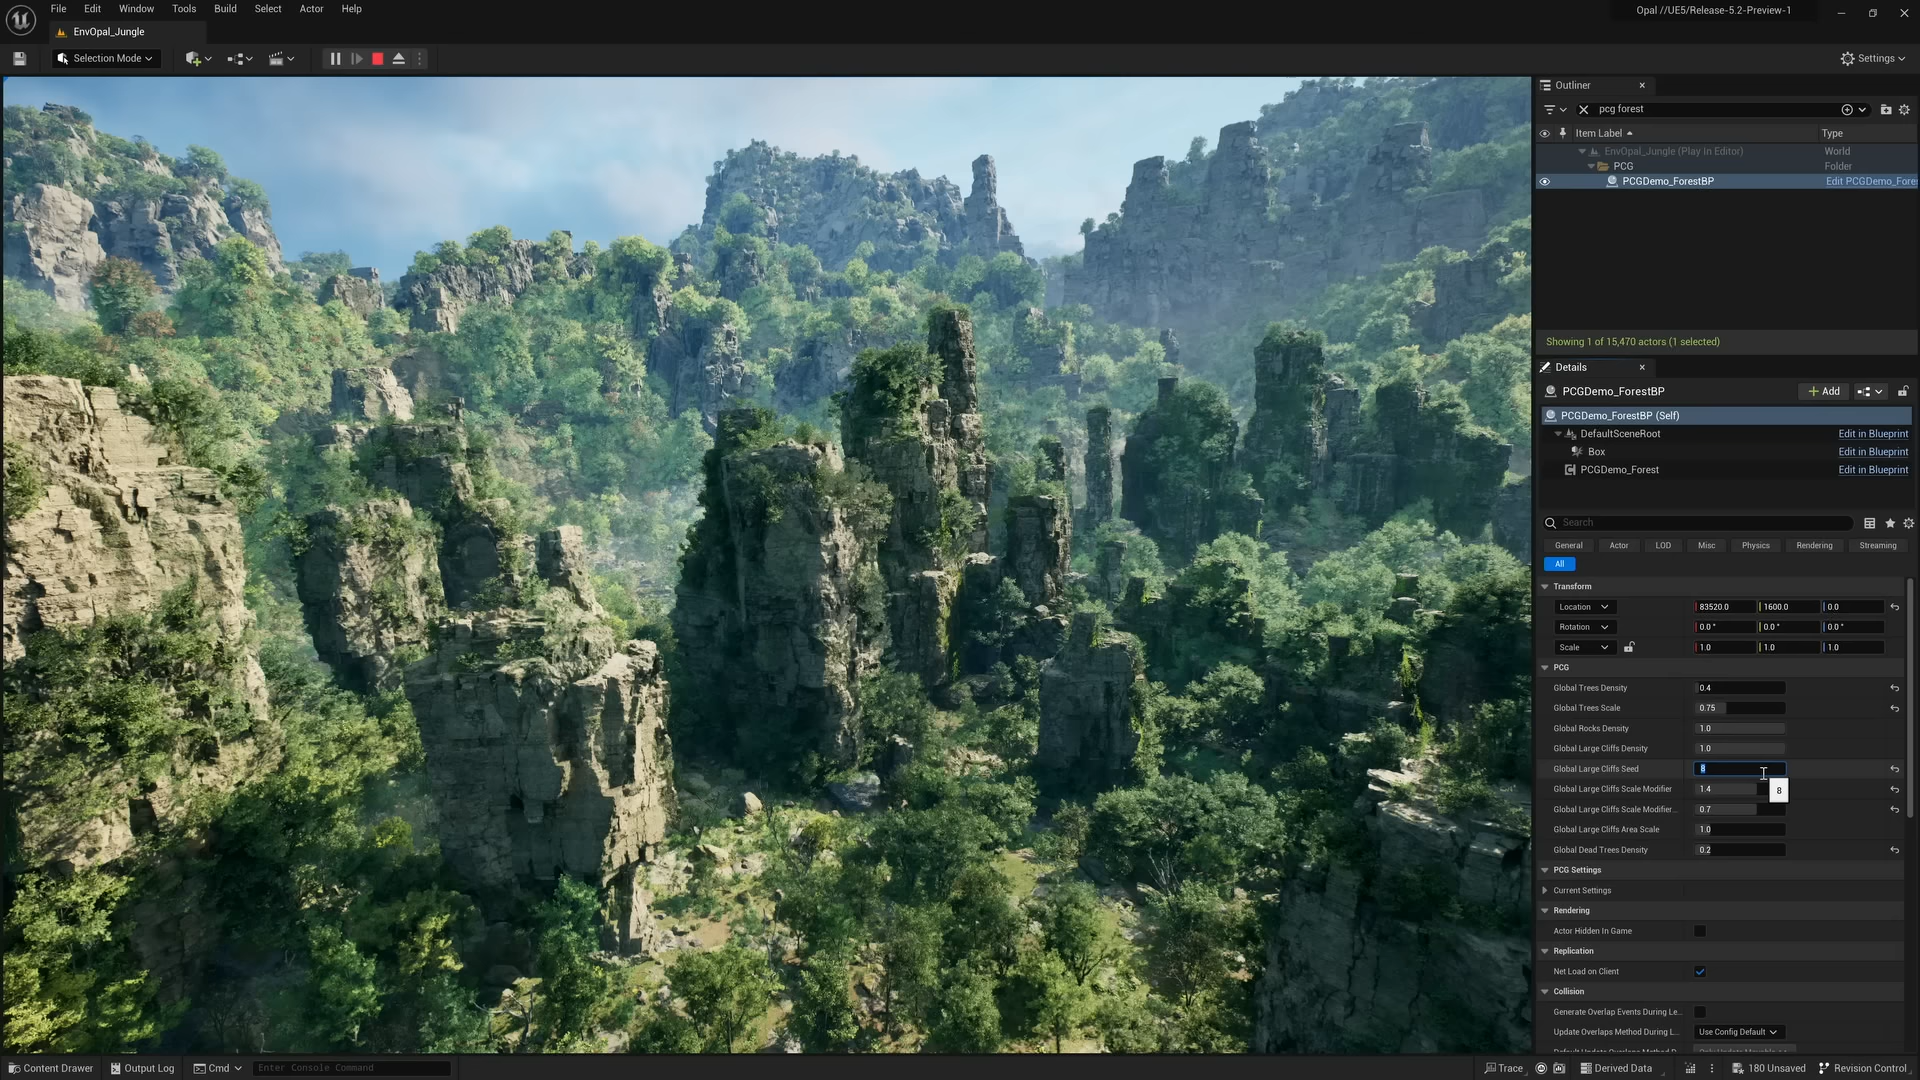 File Edit Window Tools Build Select Actor Help
Opal //UE5/Release-5.2-Preview-1
EnvOpal_Jungle
Selection Mode
Settings
Outliner
pcg forest
Item Label Type
EnvOpal_Jungle (Play In Editor) World
PCG Folder
PCGDemo_ForestBP Edit PCGDemo_Fores
Showing 1 of 15,470 actors (1 selected)
Details
PCGDemo_ForestBP Add
PCGDemo_ForestBP (Self)
DefaultSceneRoot Edit in Blueprint
Box Edit in Blueprint
PCGDemo_Forest Edit in Blueprint
Search
General Actor LOD Misc Physics Rendering Streaming
All
Transform
Location 83520.0 1600.0 0.0
Rotation 0.0 ° 0.0 ° 0.0 °
Scale 1.0 1.0 1.0
PCG
Global Trees Density 0.4
Global Trees Scale 0.75
Global Rocks Density 1.0
Global Large Cliffs Density 1.0
Global Large Cliffs Seed 8
Global Large Cliffs Scale Modifier 1.4
8
Global Large Cliffs Scale Modifier... 0.7
Global Large Cliffs Area Scale 1.0
Global Dead Trees Density 0.2
PCG Settings
Current Settings
Rendering
Actor Hidden In Game
Replication
Net Load on Client
Collision
Generate Overlap Events During Le...
Update Overlaps Method During L... Use Config Default
Content Drawer Output Log Cmd Enter Console Command Trace Derived Data 180 Unsaved Revision Control